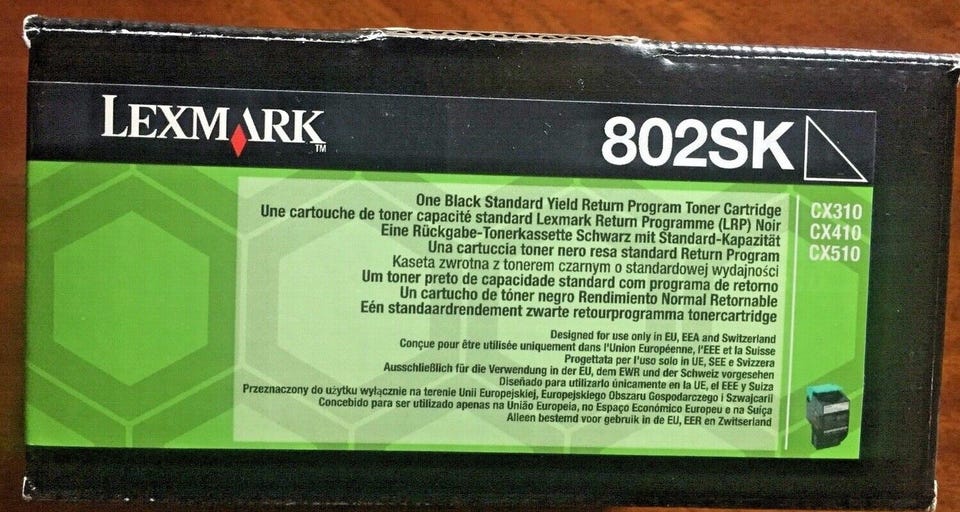 LEXMARK™
802SK
One Black Standard Yield Return Program Toner Cartridge
Une cartouche de toner capacité standard Lexmark Return Programme (LRP) Noir
Eine Rückgabe-Tonerkassette Schwarz mit Standard-Kapazität
Una cartuccia toner nero resa standard Return Program
Kaseta zwrotna z tonerem czarnym o standardowej wydajności
Um toner preto de capacidade standard com programa de retorno
Un cartucho de tóner negro Rendimiento Normal Retornable
Eén standaardrendement zwarte retourprogramma tonercartridge
CX310
CX410
CX510
Designed for use only in EU, EEA and Switzerland
Conçue pour être utilisée uniquement dans l'Union Européenne, l'EEE et la Suisse
Progettata per l'uso solo in UE, SEE e Svizzera
Ausschließlich für die Verwendung in der EU, dem EWR und der Schweiz vorgesehen
Diseñado para utilizarlo únicamente en la UE, el EEE y Suiza
Przeznaczony do użytku wyłącznie na terenie Unii Europejskiej, Europejskiego Obszaru Gospodarczego i Szwajcarii
Concebido para ser utilizado apenas na União Europeia, no Espaço Económico Europeu e na Suíça
Alleen bestemd voor gebruik in de EU, EER en Zwitserland